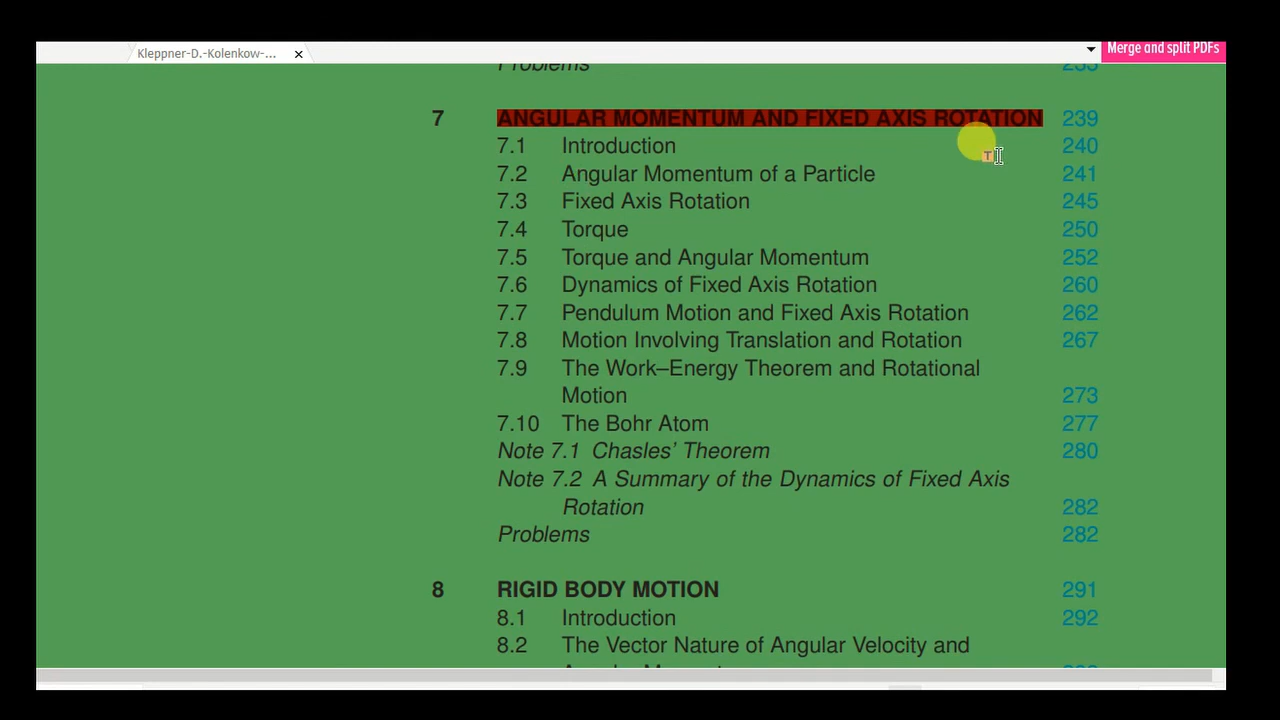 Kleppner-D.-Kolenkow-...
Merge and split PDFs
Problems 235
7 ANGULAR MOMENTUM AND FIXED AXIS ROTATION 239
7.1 Introduction 240
7.2 Angular Momentum of a Particle 241
7.3 Fixed Axis Rotation 245
7.4 Torque 250
7.5 Torque and Angular Momentum 252
7.6 Dynamics of Fixed Axis Rotation 260
7.7 Pendulum Motion and Fixed Axis Rotation 262
7.8 Motion Involving Translation and Rotation 267
7.9 The Work–Energy Theorem and Rotational
Motion 273
7.10 The Bohr Atom 277
Note 7.1 Chasles’ Theorem 280
Note 7.2 A Summary of the Dynamics of Fixed Axis
Rotation 282
Problems 282
8 RIGID BODY MOTION 291
8.1 Introduction 292
8.2 The Vector Nature of Angular Velocity and